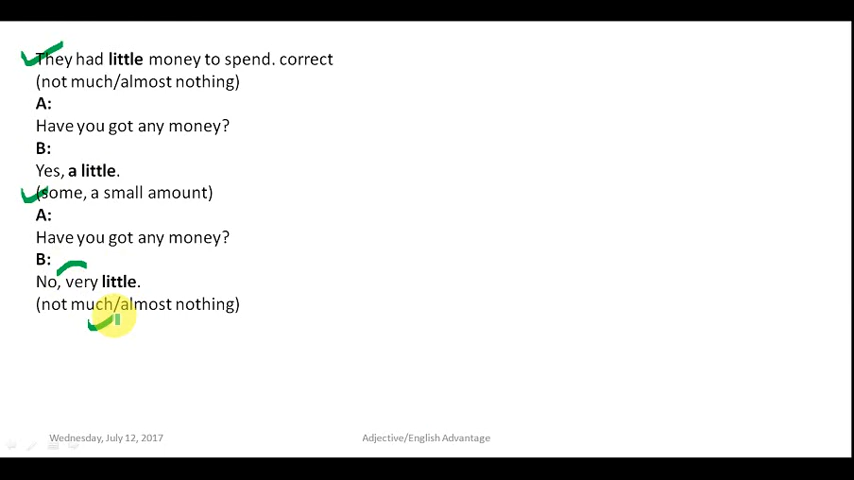 They had little money to spend. correct
(not much/almost nothing)
A:
Have you got any money?
B:
Yes, a little.
(some, a small amount)
A:
Have you got any money?
B:
No, very little.
(not much/almost nothing)
Wednesday, July 12, 2017
Adjective/English Advantage